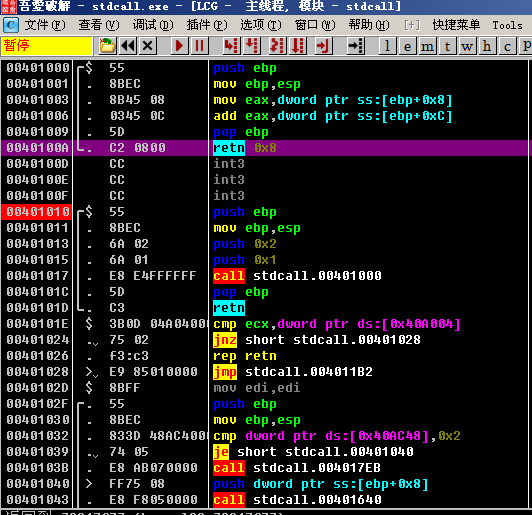 吾爱破解 - stdcall.exe - [LCG - 主线程, 模块 - stdcall]
C 文件(F) 查看(V) 调试(D) 插件(P) 选项(T) 窗口(W) 帮助(H) [+] 快捷菜单 Tools
暂停 l e m t w h c p
00401000 $ 55 push ebp
00401001 . 8BEC mov ebp,esp
00401003 . 8B45 08 mov eax,dword ptr ss:[ebp+0x8]
00401006 . 0345 0C add eax,dword ptr ss:[ebp+0xC]
00401009 . 5D pop ebp
0040100A . C2 0800 retn 0x8
0040100D CC int3
0040100E CC int3
0040100F CC int3
00401010 $ 55 push ebp
00401011 . 8BEC mov ebp,esp
00401013 . 6A 02 push 0x2
00401015 . 6A 01 push 0x1
00401017 . E8 E4FFFFFF call stdcall.00401000
0040101C . 5D pop ebp
0040101D . C3 retn
0040101E $ 3B0D 04A0400 cmp ecx,dword ptr ds:[0x40A004]
00401024 . 75 02 jnz short stdcall.00401028
00401026 . f3:c3 rep retn
00401028 > E9 85010000 jmp stdcall.004011B2
0040102D $ 8BFF mov edi,edi
0040102F . 55 push ebp
00401030 . 8BEC mov ebp,esp
00401032 . 833D 48AC400 cmp dword ptr ds:[0x40AC48],0x2
00401039 . 74 05 je short stdcall.00401040
0040103B . E8 AB070000 call stdcall.004017EB
00401040 > FF75 08 push dword ptr ss:[ebp+0x8]
00401043 . E8 F8050000 call stdcall.00401640